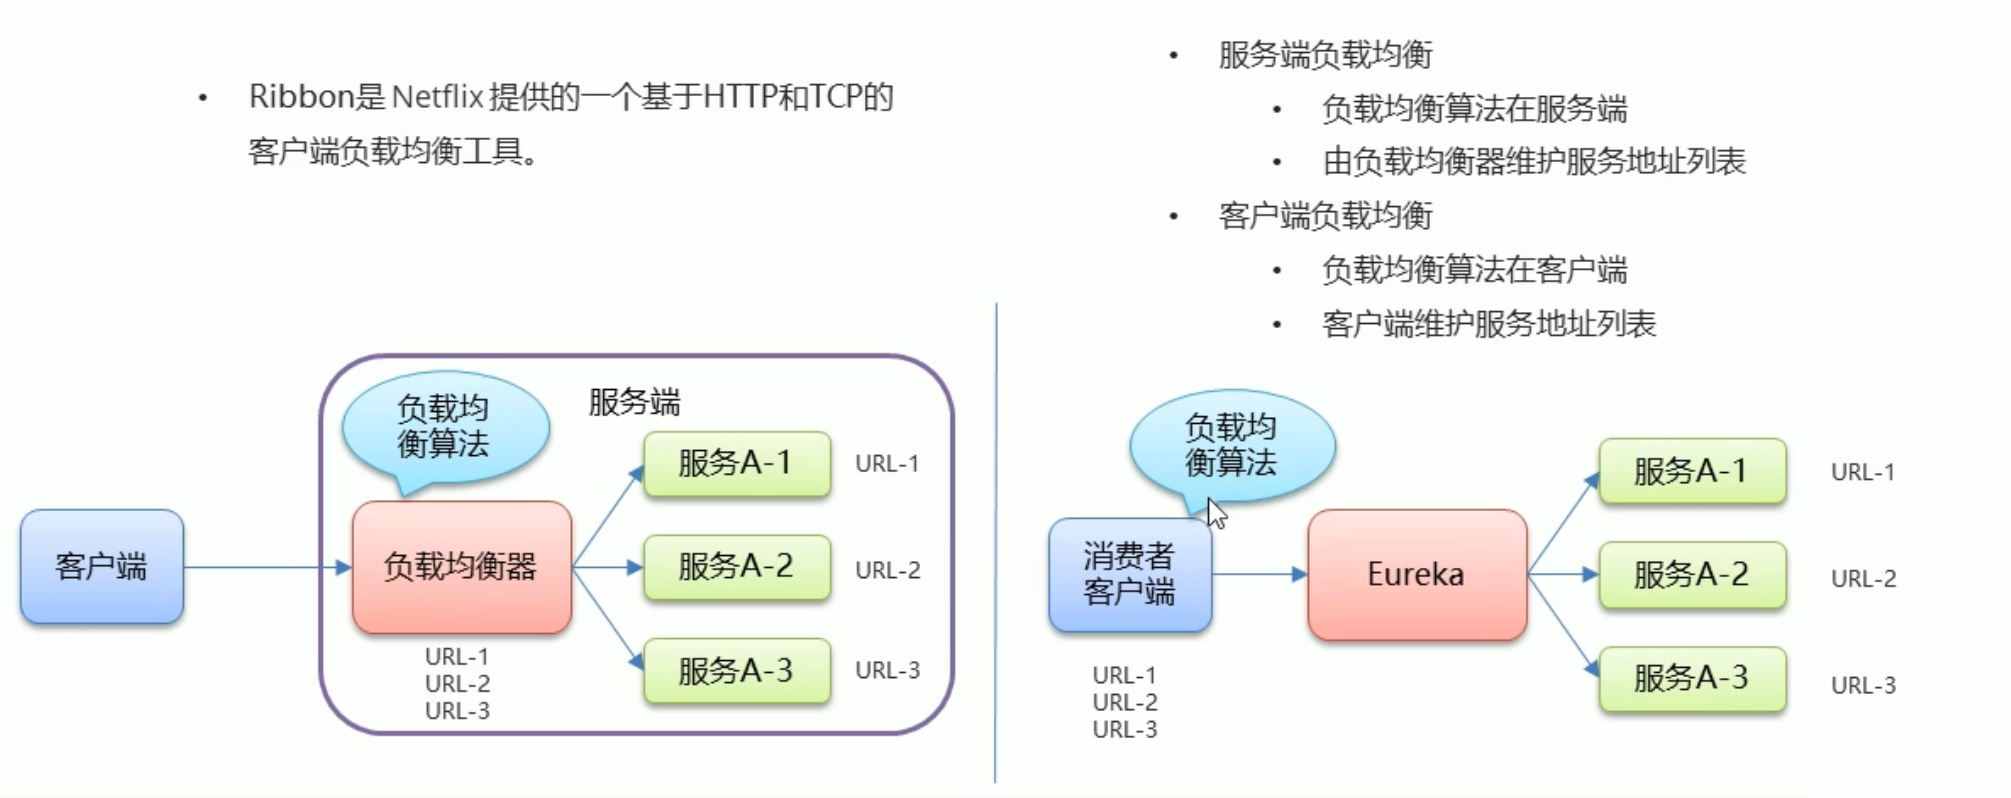 • Ribbon是 Netflix 提供的一个基于HTTP和TCP的
客户端负载均衡工具。
• 服务端负载均衡
• 负载均衡算法在服务端
• 由负载均衡器维护服务地址列表
• 客户端负载均衡
• 负载均衡算法在客户端
• 客户端维护服务地址列表
负载均
衡算法
服务端
客户端
负载均衡器
URL-1
URL-2
URL-3
服务A-1
URL-1
服务A-2
URL-2
服务A-3
URL-3
负载均
衡算法
消费者
客户端
URL-1
URL-2
URL-3
Eureka
服务A-1
URL-1
服务A-2
URL-2
服务A-3
URL-3